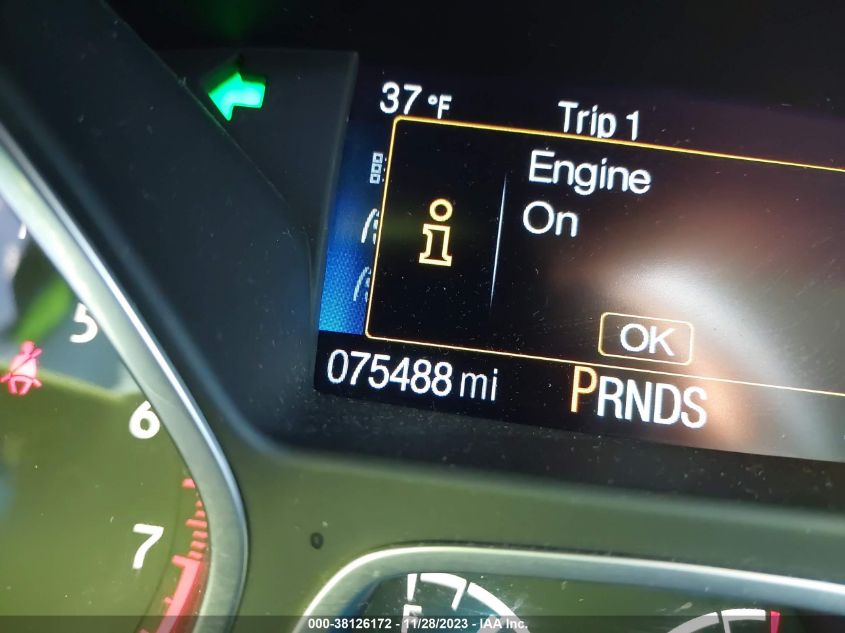 37 °F
Trip 1
Engine
On
OK
075488 mi
PRNDS
5
6
7
F
000-38126172 - 11/28/2023 - IAA Inc.